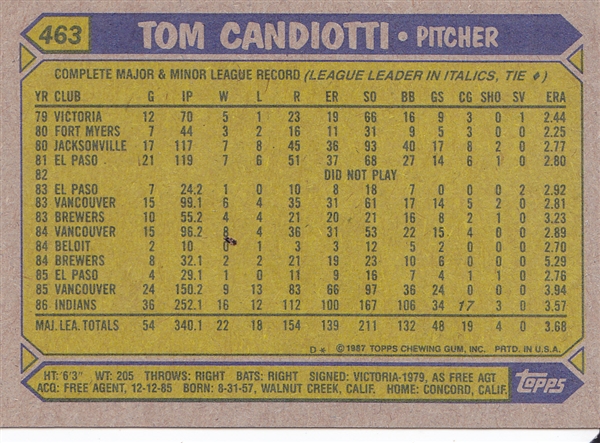 463 TOM CANDIOTTI • PITCHER
COMPLETE MAJOR & MINOR LEAGUE RECORD (LEAGUE LEADER IN ITALICS, TIE ♦)
YR CLUB G IP W L R ER SO BB GS CG SHO SV ERA
79 VICTORIA 12 70 5 1 23 19 66 16 9 3 0 1 2.44
80 FORT MYERS 7 44 3 2 16 11 31 9 5 3 0 0 2.25
80 JACKSONVILLE 17 117 7 8 45 36 93 40 17 8 2 0 2.77
81 EL PASO 21 119 7 6 51 37 68 27 14 6 1 0 2.80
82 DID NOT PLAY
83 EL PASO 7 24.2 1 0 10 8 18 7 0 0 0 2 2.92
83 VANCOUVER 15 99.1 6 4 35 31 61 17 14 5 2 0 2.81
83 BREWERS 10 55.2 4 4 21 20 21 16 8 2 1 0 3.23
84 VANCOUVER 15 96.2 8 4 36 31 53 22 15 4 0 0 2.89
84 BELOIT 2 10 0 1 3 3 12 5 2 0 0 0 2.70
84 BREWERS 8 32.1 2 2 21 19 23 10 6 0 0 0 5.29
85 EL PASO 4 29.1 1 0 11 9 16 7 4 1 1 0 2.76
85 VANCOUVER 24 150.2 9 13 83 66 97 36 24 0 0 0 3.94
86 INDIANS 36 252.1 16 12 112 100 167 106 34 17 3 0 3.57
MAJ. LEA. TOTALS 54 340.1 22 18 154 139 211 132 48 19 4 0 3.68
D * © 1987 TOPPS CHEWING GUM, INC. PRTD. IN U.S.A.
HT: 6'3" WT: 205 THROWS: RIGHT BATS: RIGHT SIGNED: VICTORIA-1979, AS FREE AGT
ACQ: FREE AGENT, 12-12-85 BORN: 8-31-57, WALNUT CREEK, CALIF. HOME: CONCORD, CALIF.
Topps